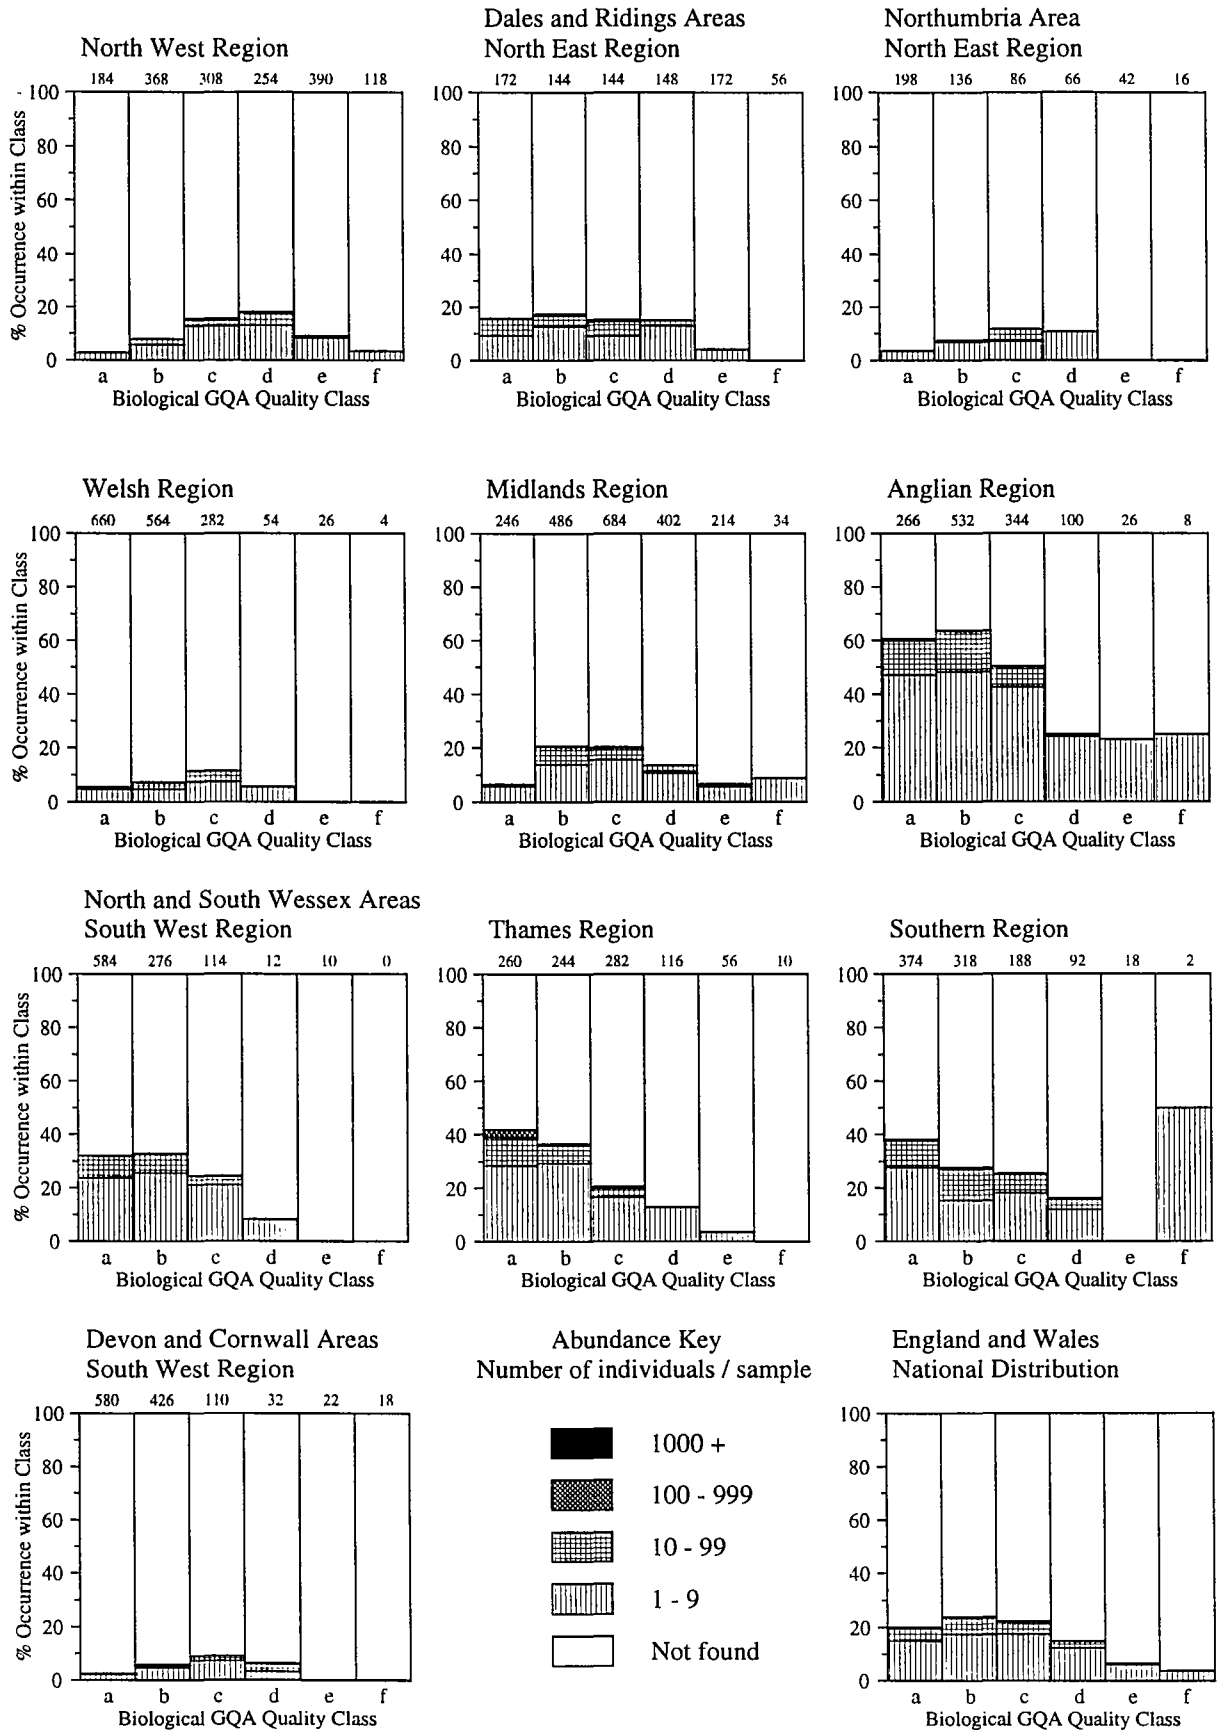 North West Region
184 368 308 254 390 118
100
80
60
40
20
0
% Occurrence within Class
a b c d e f
Biological GQA Quality Class
Dales and Ridings Areas
North East Region
172 144 144 148 172 56
100
80
60
40
20
0
a b c d e f
Biological GQA Quality Class
Northumbria Area
North East Region
198 136 86 66 42 16
100
80
60
40
20
0
a b c d e f
Biological GQA Quality Class
Welsh Region
660 564 282 54 26 4
100
80
60
40
20
0
% Occurrence within Class
a b c d e f
Biological GQA Quality Class
Midlands Region
246 486 684 402 214 34
100
80
60
40
20
0
a b c d e f
Biological GQA Quality Class
Anglian Region
266 532 344 100 26 8
100
80
60
40
20
0
a b c d e f
Biological GQA Quality Class
North and South Wessex Areas
South West Region
584 276 114 12 10 0
100
80
60
40
20
0
% Occurrence within Class
a b c d e f
Biological GQA Quality Class
Thames Region
260 244 282 116 56 10
100
80
60
40
20
0
a b c d e f
Biological GQA Quality Class
Southern Region
374 318 188 92 18 2
100
80
60
40
20
0
a b c d e f
Biological GQA Quality Class
Devon and Cornwall Areas
South West Region
580 426 110 32 22 18
100
80
60
40
20
0
% Occurrence within Class
a b c d e f
Biological GQA Quality Class
Abundance Key
Number of individuals / sample
1000 +
100 - 999
10 - 99
1 - 9
Not found
England and Wales
National Distribution
100
80
60
40
20
0
a b c d e f
Biological GQA Quality Class